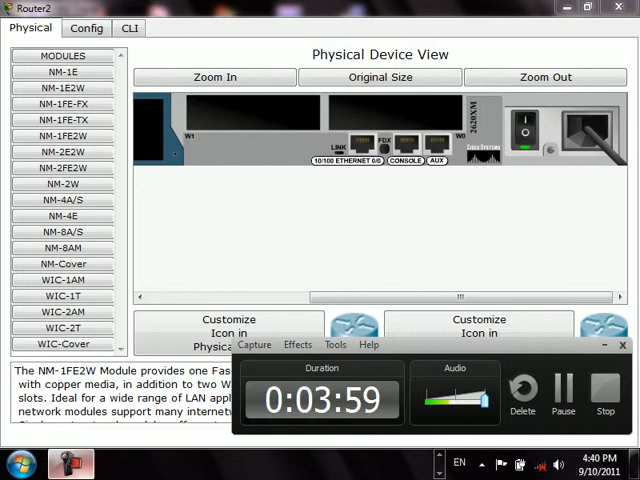 Router2
Physical
Config
CLI
MODULES
NM-1E
NM-1E2W
NM-1FE-FX
NM-1FE-TX
NM-1FE2W
NM-2E2W
NM-2FE2W
NM-2W
NM-4A/S
NM-4E
NM-8A/S
NM-8AM
NM-Cover
WIC-1AM
WIC-1T
WIC-2AM
WIC-2T
WIC-Cover
Physical Device View
Zoom In
Original Size
Zoom Out
W1
W0
LINK
FDX
10/100 ETHERNET 0/0
CONSOLE
AUX
2620XM
CISCO SYSTEMS
Customize
Icon in
Physica
Customize
Icon in
The NM-1FE2W Module provides one Fas
with copper media, in addition to two W
slots. Ideal for a wide range of LAN appl
network modules support many internet
Capture Effects Tools Help
Duration
0:03:59
Audio
Delete
Pause
Stop
EN
4:40 PM
9/10/2011